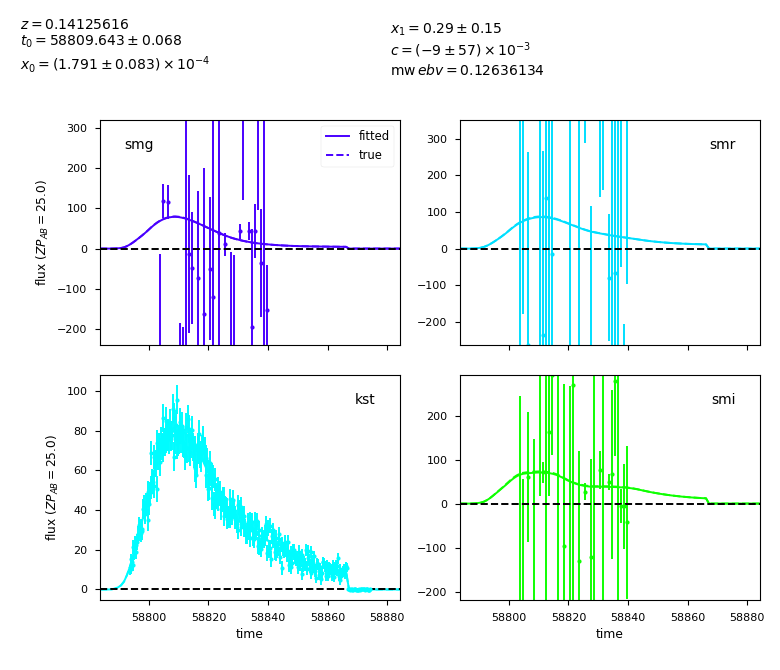 z = 0.14125616
t₀ = 58809.643 ± 0.068
x₀ = (1.791 ± 0.083) × 10⁻⁴
x₁ = 0.29 ± 0.15
c = (−9 ± 57) × 10⁻³
mw ebv = 0.12636134
smg
fitted
true
300
200
100
0
−100
−200
flux (ZP_AB = 25.0)
smr
300
200
100
0
−100
−200
kst
100
80
60
40
20
0
flux (ZP_AB = 25.0)
58800 58820 58840 58860 58880
time
smi
200
100
0
−100
−200
58800 58820 58840 58860 58880
time